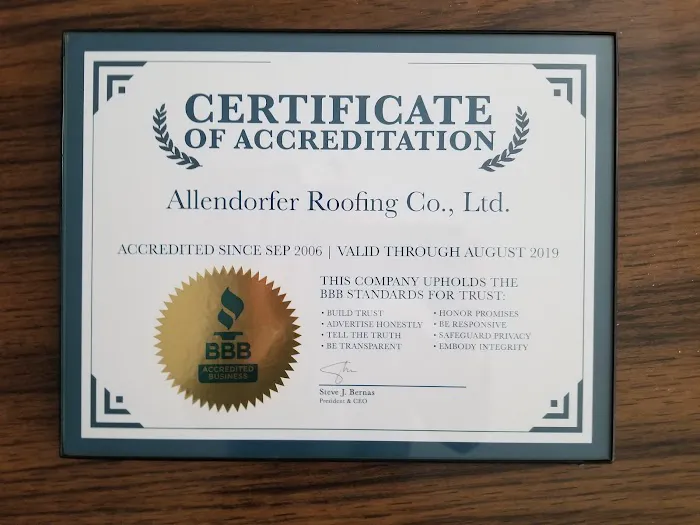 CERTIFICATE
OF ACCREDITATION
Allendorfer Roofing Co., Ltd.
ACCREDITED SINCE SEP 2006 | VALID THROUGH AUGUST 2019
THIS COMPANY UPHOLDS THE
BBB STANDARDS FOR TRUST:
• BUILD TRUST
• ADVERTISE HONESTLY
• TELL THE TRUTH
• BE TRANSPARENT
• HONOR PROMISES
• BE RESPONSIVE
• SAFEGUARD PRIVACY
• EMBODY INTEGRITY
BBB
ACCREDITED
BUSINESS
Steve J. Bernas
President & CEO